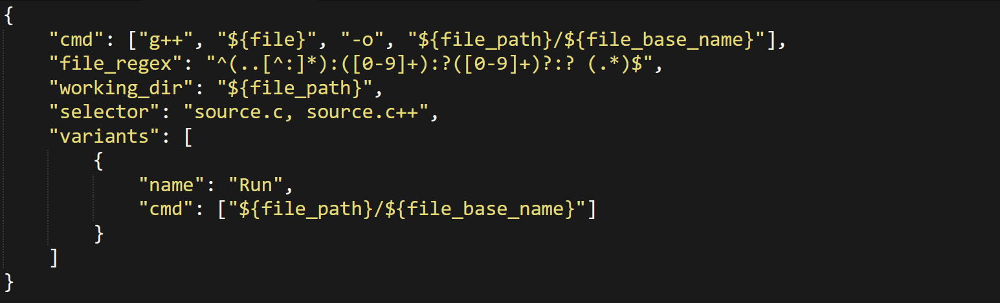 {
    "cmd": ["g++", "${file}", "-o", "${file_path}/${file_base_name}"],
    "file_regex": "^(..[^:]*):([0-9]+):?([0-9]+)?:? (.*)$",
    "working_dir": "${file_path}",
    "selector": "source.c, source.c++",
    "variants": [
        {
            "name": "Run",
            "cmd": ["${file_path}/${file_base_name}"]
        }
    ]
}